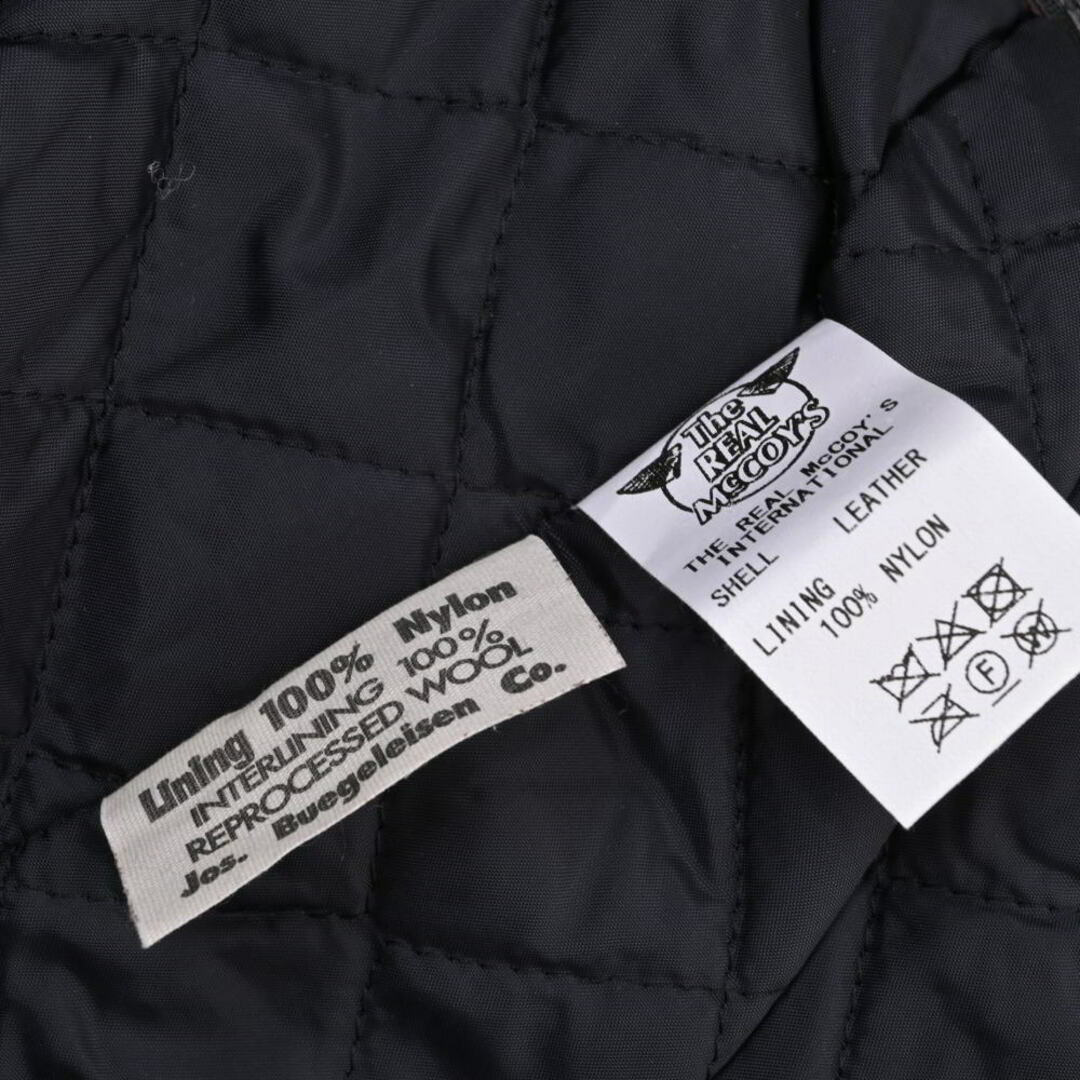 Lining 100% Nylon
INTERLINING 100%
REPROCESSED WOOL
Jos. Buegeleisen Co.
The
REAL
McCOY'S
THE REAL McCOY'S
INTERNATIONAL
SHELL LEATHER
LINING
100% NYLON
F
W